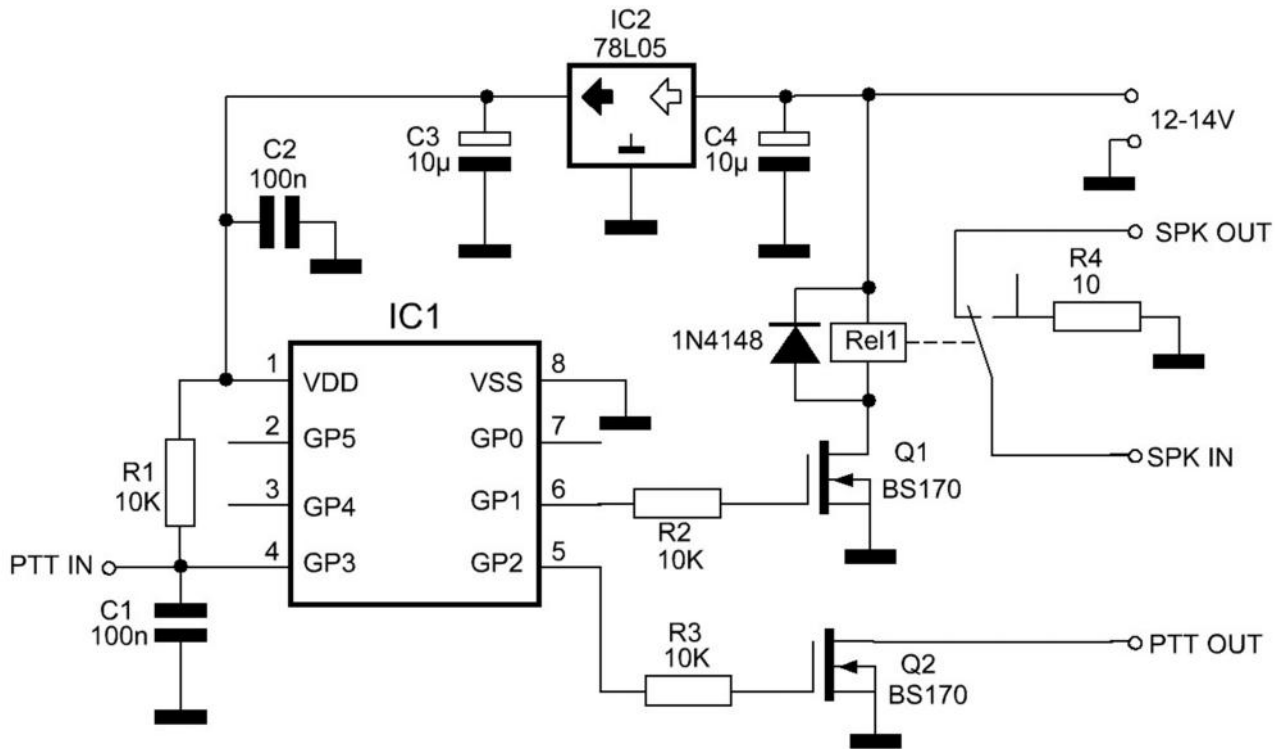 IC2
78L05
C3
10µ
C4
10µ
12-14V
C2
100n
SPK OUT
R4
10
IC1
1N4148
Rel1
1
VDD
VSS
8
2
GP5
GP0
7
R1
10K
Q1
BS170
SPK IN
3
GP4
GP1
6
R2
10K
PTT IN
4
GP3
GP2
5
C1
100n
R3
10K
Q2
BS170
PTT OUT